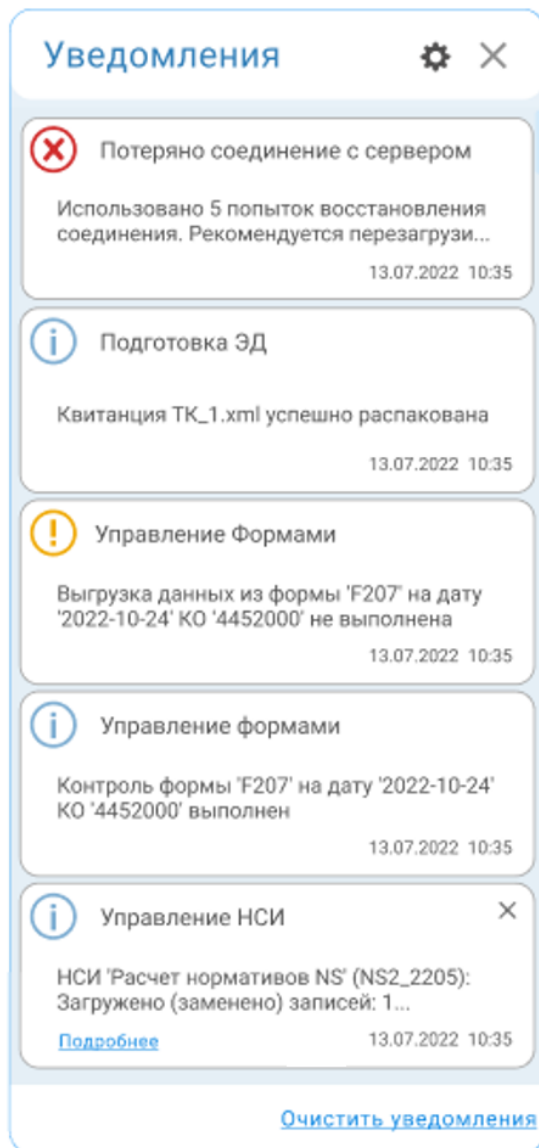 Уведомления
Потеряно соединение с сервером
Использовано 5 попыток восстановления
соединения. Рекомендуется перезагрузи...
13.07.2022 10:35
Подготовка ЭД
Квитанция ТК_1.xml успешно распакована
13.07.2022 10:35
Управление Формами
Выгрузка данных из формы 'F207' на дату
'2022-10-24' КО '4452000' не выполнена
13.07.2022 10:35
Управление формами
Контроль формы 'F207' на дату '2022-10-24'
КО '4452000' выполнен
13.07.2022 10:35
Управление НСИ
НСИ 'Расчет нормативов NS' (NS2_2205):
Загружено (заменено) записей: 1...
Подробнее 13.07.2022 10:35
Очистить уведомления